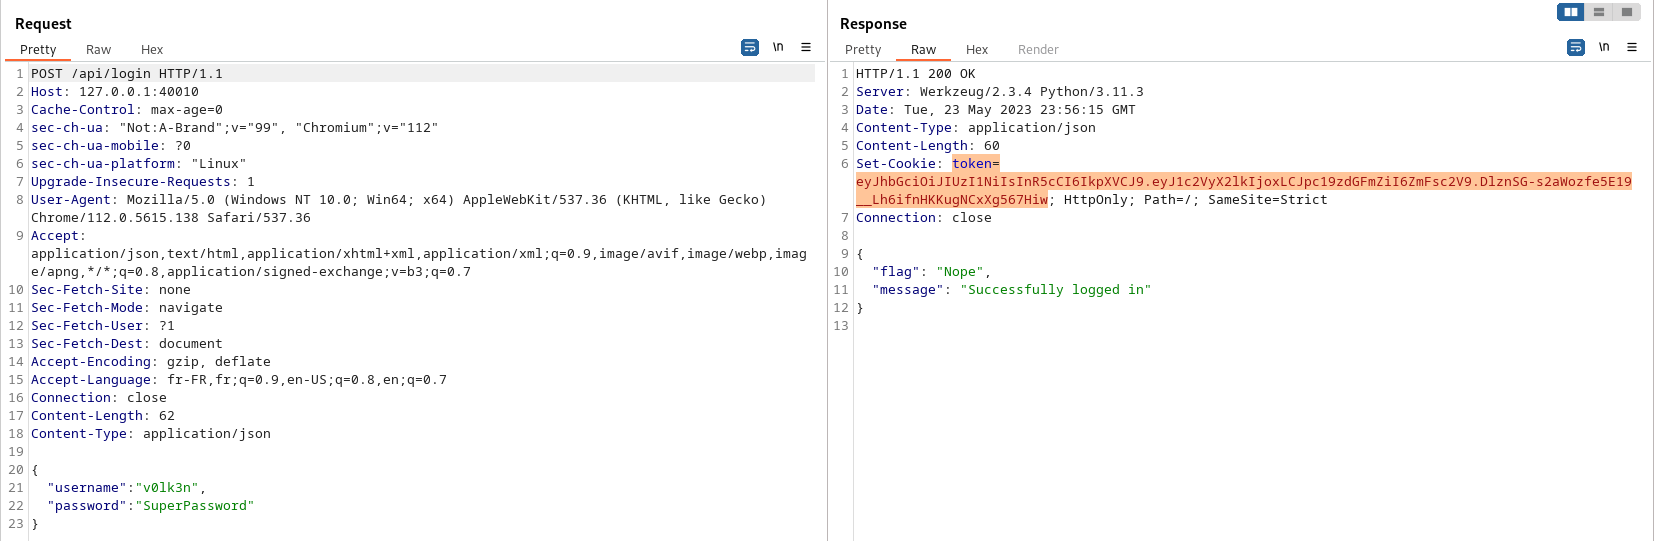 Request
Pretty Raw Hex
\n
1 POST /api/login HTTP/1.1
2 Host: 127.0.0.1:40010
3 Cache-Control: max-age=0
4 sec-ch-ua: "Not:A-Brand";v="99", "Chromium";v="112"
5 sec-ch-ua-mobile: ?0
6 sec-ch-ua-platform: "Linux"
7 Upgrade-Insecure-Requests: 1
8 User-Agent: Mozilla/5.0 (Windows NT 10.0; Win64; x64) AppleWebKit/537.36 (KHTML, like Gecko)
Chrome/112.0.5615.138 Safari/537.36
9 Accept:
application/json,text/html,application/xhtml+xml,application/xml;q=0.9,image/avif,image/webp,imag
e/apng,*/*;q=0.8,application/signed-exchange;v=b3;q=0.7
10 Sec-Fetch-Site: none
11 Sec-Fetch-Mode: navigate
12 Sec-Fetch-User: ?1
13 Sec-Fetch-Dest: document
14 Accept-Encoding: gzip, deflate
15 Accept-Language: fr-FR,fr;q=0.9,en-US;q=0.8,en;q=0.7
16 Connection: close
17 Content-Length: 62
18 Content-Type: application/json
19
20 {
21 "username":"v0lk3n",
22 "password":"SuperPassword"
23 }
Response
Pretty Raw Hex Render
\n
1 HTTP/1.1 200 OK
2 Server: Werkzeug/2.3.4 Python/3.11.3
3 Date: Tue, 23 May 2023 23:56:15 GMT
4 Content-Type: application/json
5 Content-Length: 60
6 Set-Cookie: token=
eyJhbGciOiJIUzI1NiIsInR5cCI6IkpXVCJ9.eyJ1c2VyX2lkIjoxLCJpc19zdGFmZiI6ZmFsc2V9.DlznSG-s2aWozfe5E19
__Lh6ifnHKKugNCxXg567Hiw; HttpOnly; Path=/; SameSite=Strict
7 Connection: close
8
9 {
10 "flag": "Nope",
11 "message": "Successfully logged in"
12 }
13